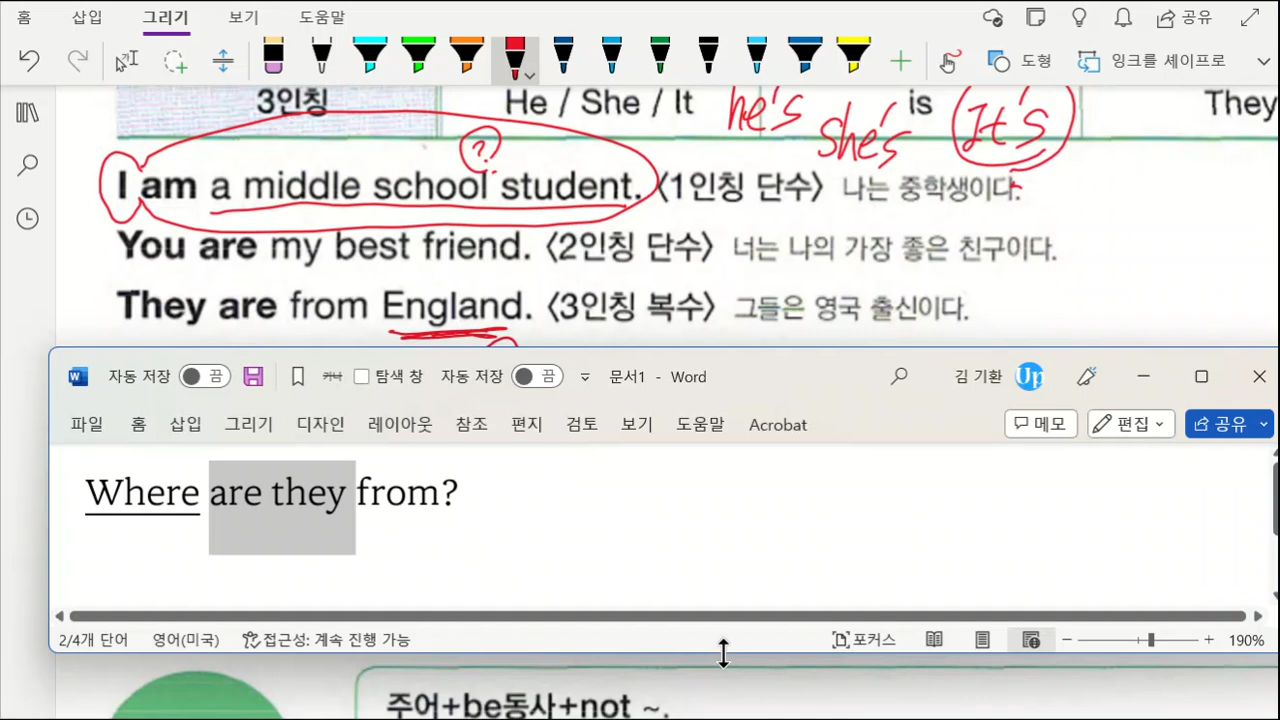 홈 삽입 그리기 보기 도움말 공유
도형 잉크를 셰이프로
3인칭 He / She / It he's she's is It's They
?
I am a middle school student. 〈1인칭 단수〉 나는 중학생이다.
You are my best friend. 〈2인칭 단수〉 너는 나의 가장 좋은 친구이다.
They are from England. 〈3인칭 복수〉 그들은 영국 출신이다.
자동 저장 끔 탐색 창 자동 저장 끔 문서1 - Word 김 기환 Up
파일 홈 삽입 그리기 디자인 레이아웃 참조 편지 검토 보기 도움말 Acrobat 메모 편집 공유
Where are they from?
2/4개 단어 영어(미국) 접근성: 계속 진행 가능 포커스 190%
주어+be동사+not ~.